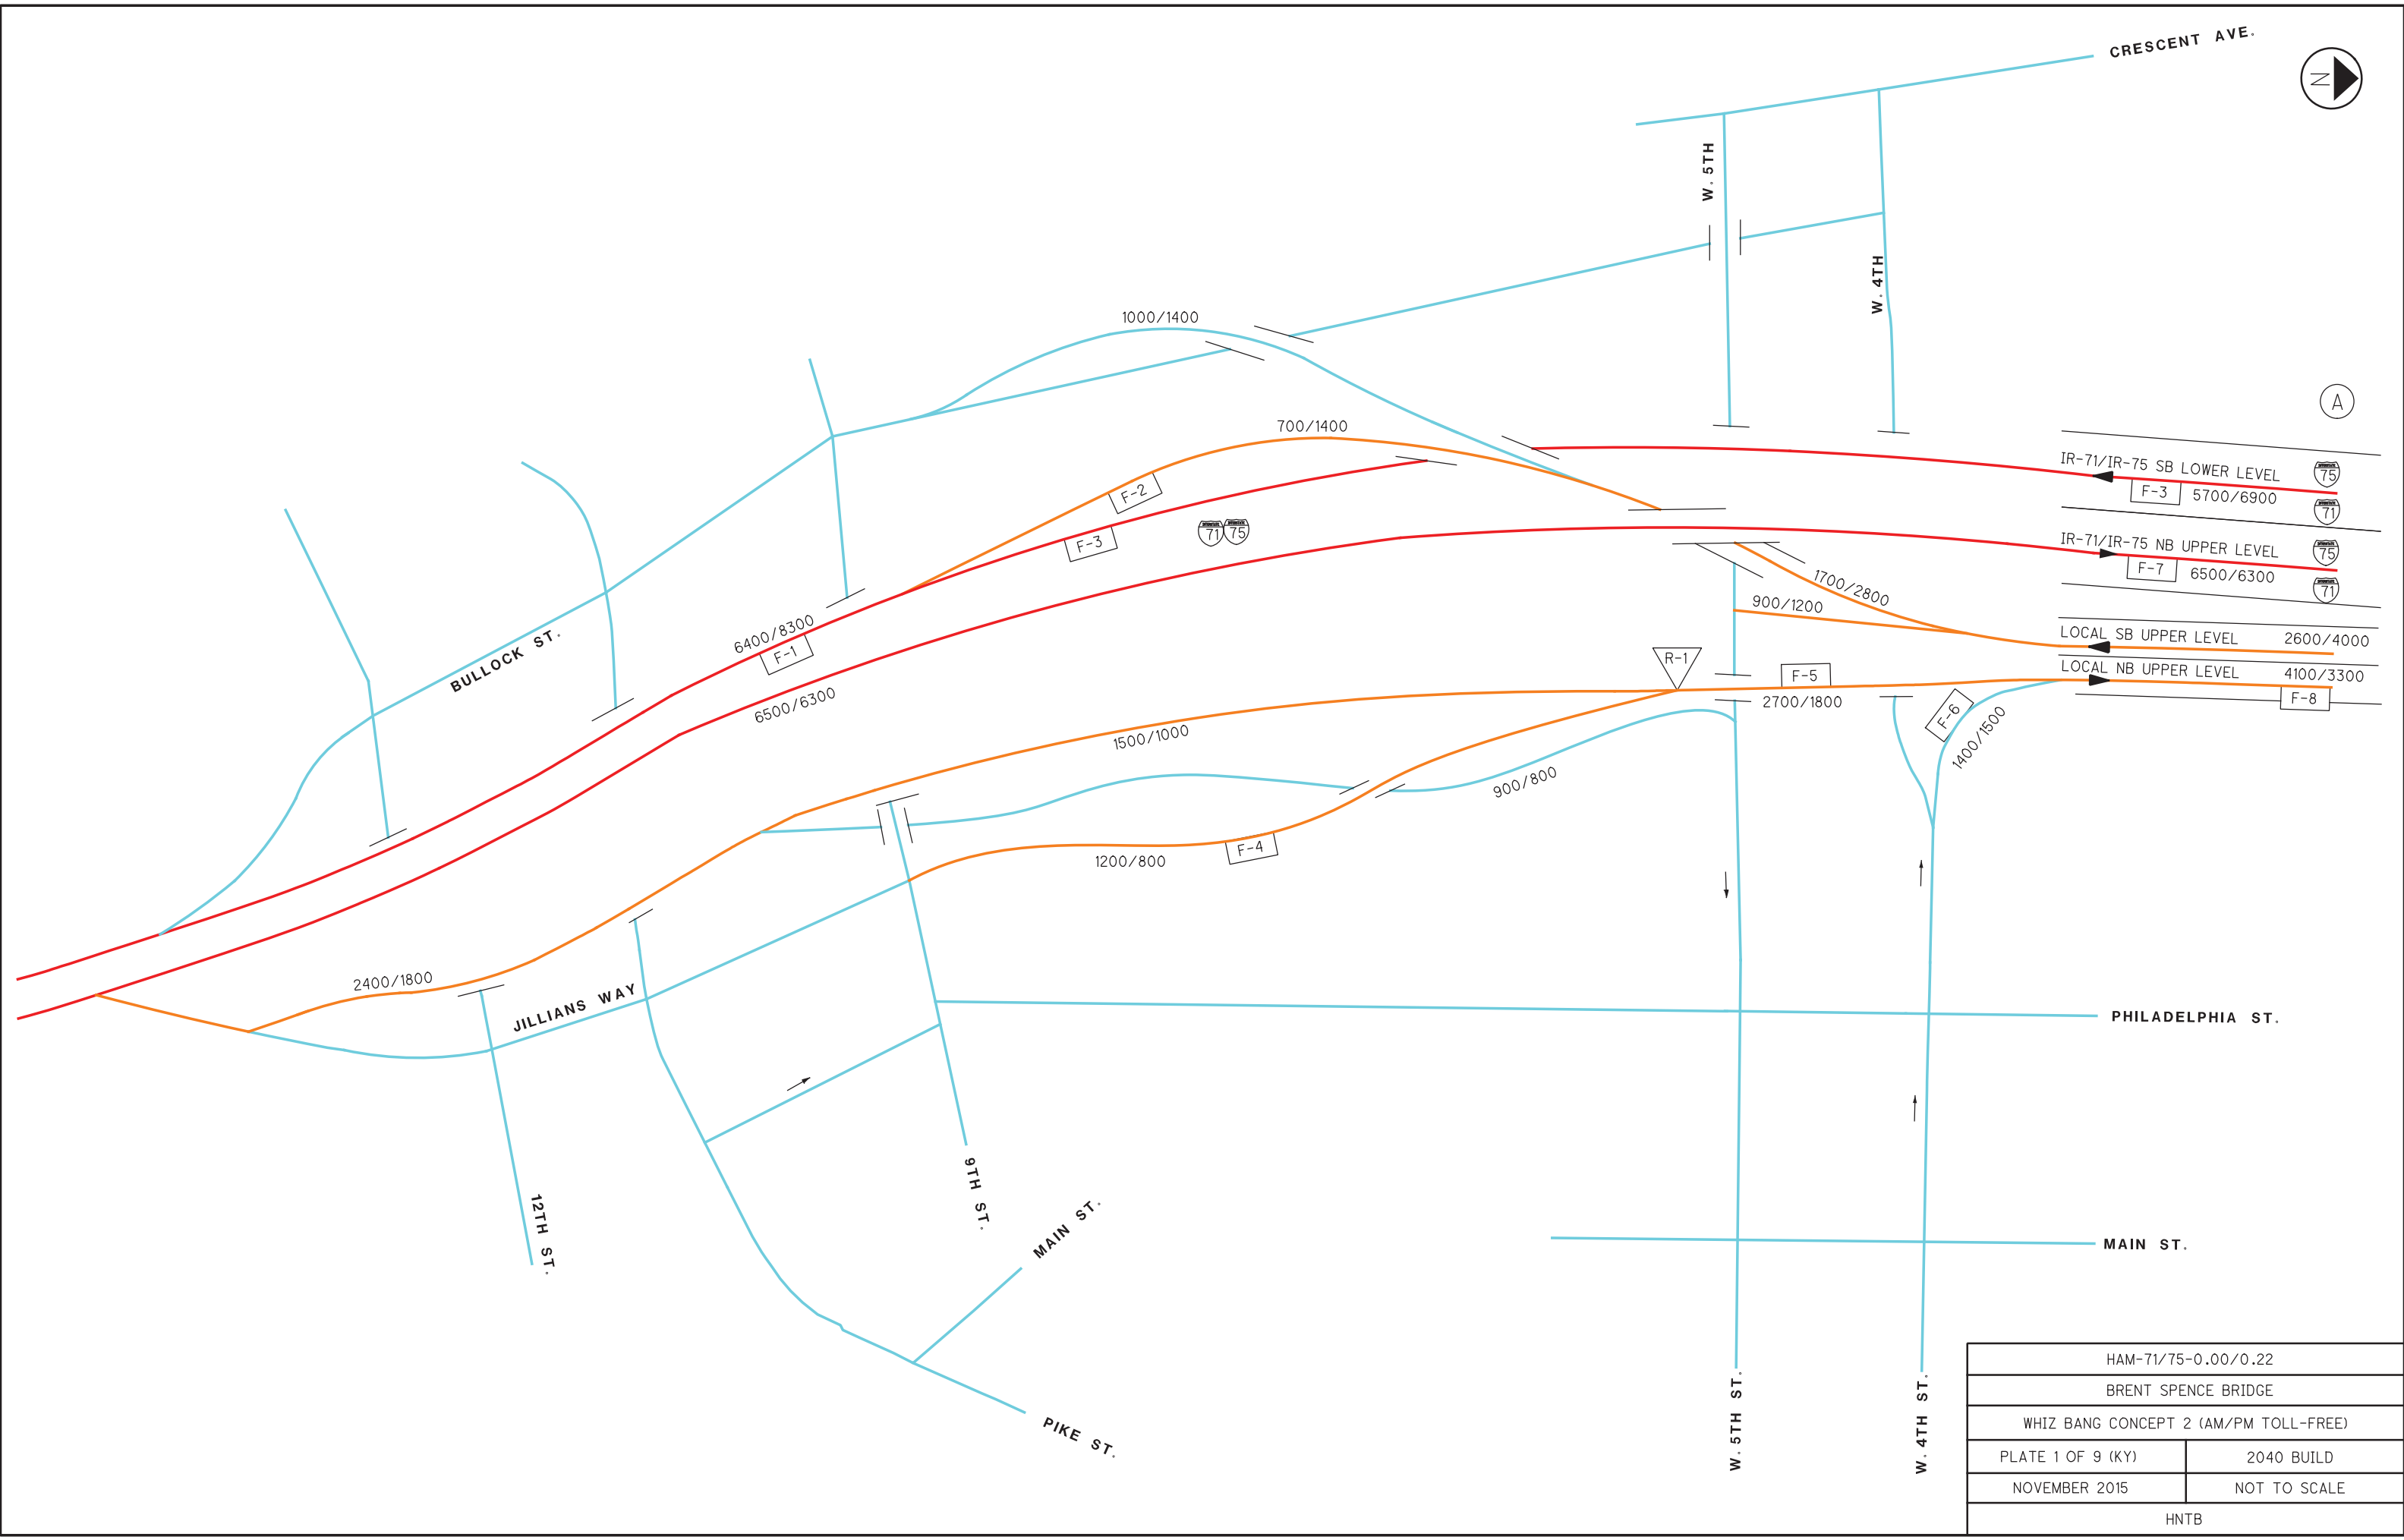 CRESCENT AVE.
N
W. 5TH
W. 4TH
1000/1400
A
700/1400
IR-71/IR-75 SB LOWER LEVEL
75
F-3
5700/6900
71
F-2
F-3
71
75
IR-71/IR-75 NB UPPER LEVEL
75
F-7
6500/6300
71
1700/2800
900/1200
6400/8300
F-1
BULLOCK ST.
LOCAL SB UPPER LEVEL
2600/4000
R-1
F-5
LOCAL NB UPPER LEVEL
4100/3300
F-8
2700/1800
F-6
1400/1500
6500/6300
1500/1000
900/800
1200/800
F-4
2400/1800
JILLIANS WAY
PHILADELPHIA ST.
9TH ST.
12TH ST.
MAIN ST.
MAIN ST.
PIKE ST.
W. 5TH ST.
W. 4TH ST.
HAM-71/75-0.00/0.22
BRENT SPENCE BRIDGE
WHIZ BANG CONCEPT 2 (AM/PM TOLL-FREE)
PLATE 1 OF 9 (KY)
2040 BUILD
NOVEMBER 2015
NOT TO SCALE
HNTB